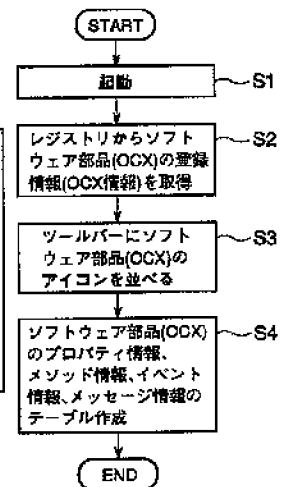 START
起動
S1
レジストリからソフト
ウェア部品(OCX)の登録
情報(OCX情報)を取得
S2
ツールバーにソフト
ウェア部品(OCX)の
アイコンを並べる
S3
ソフトウェア部品(OCX)
のプロパティ情報、
メソッド情報、イベント
情報、メッセージ情報の
テーブル作成
S4
END